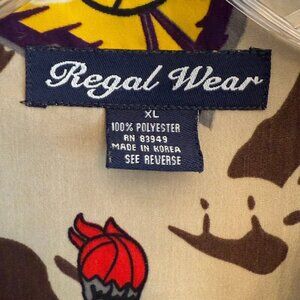 Regal Wear
XL
100% POLYESTER
RN 83949
MADE IN KOREA
SEE REVERSE